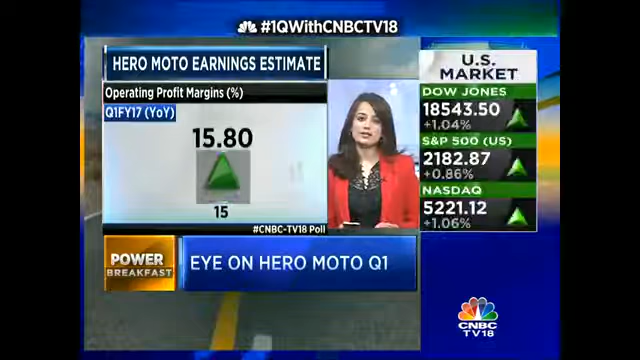 #1QWithCNBCTV18
HERO MOTO EARNINGS ESTIMATE
Operating Profit Margins (%)
Q1FY17 (YoY)
15.80
15
#CNBC-TV18 Poll
U.S.
MARKET
DOW JONES
18543.50
+1.04%
S&P 500 (US)
2182.87
+0.86%
NASDAQ
5221.12
+1.06%
POWER
BREAKFAST
EYE ON HERO MOTO Q1
CNBC
TV18